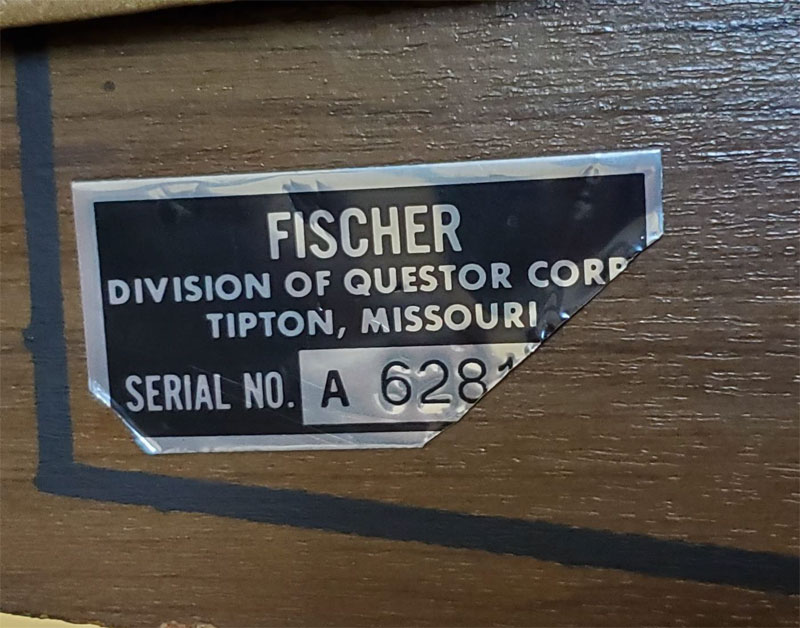 FISCHER
DIVISION OF QUESTOR CORP
TIPTON, MISSOURI
SERIAL NO. A 628